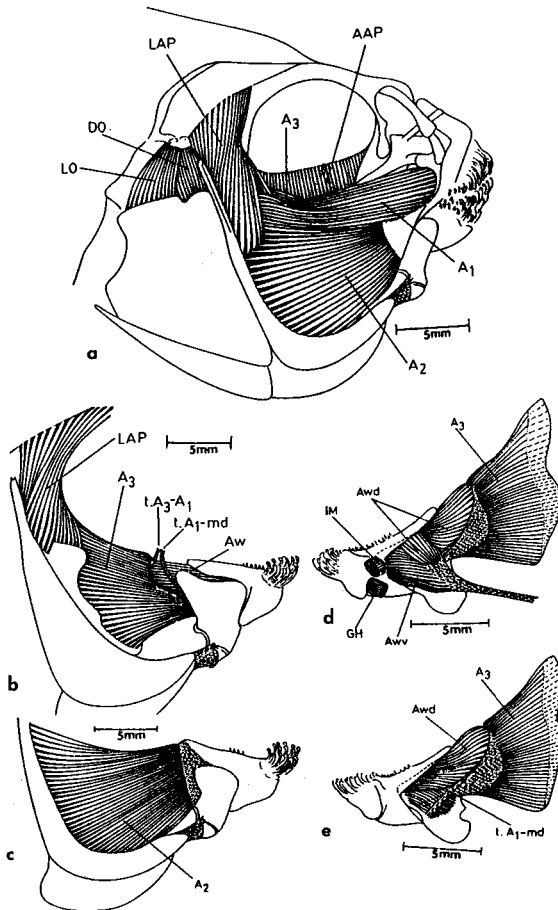 LAP
AAP
DO
A3
LO
A1
5mm
a
A2
LAP
5mm
A3
A3
t.A3-A1
t.A1-md
Awd
Aw
IM
d
GH
Awv
5mm
b
5mm
A3
Awd
t.A1-md
e
5mm
c
A2